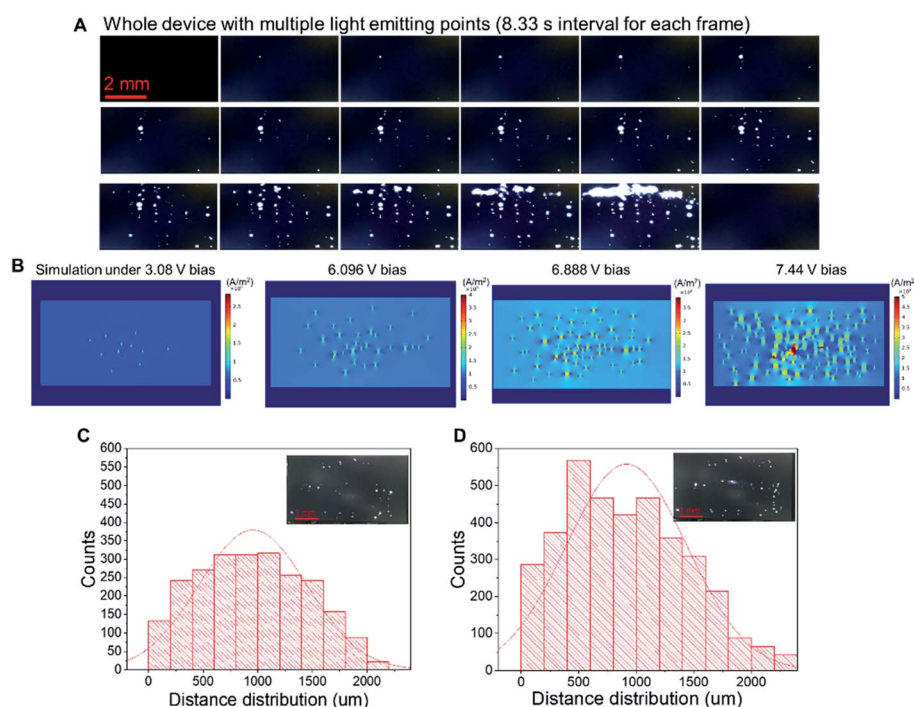 A Whole device with multiple light emitting points (8.33 s interval for each frame)
2 mm
B
Simulation under 3.08 V bias
6.096 V bias
6.888 V bias
7.44 V bias
(A/m²)
2.5
2
1.5
1
0.5
(A/m²)
4
3.5
3
2.5
2
1.5
1
0.5
(A/m²)
4
3.5
3
2.5
2
1.5
1
0.5
(A/m²)
5
4.5
4
3.5
3
2.5
2
1.5
1
0.5
C
600
550
500
450
400
350
300
250
200
150
100
50
0
Counts
0 500 1000 1500 2000
Distance distribution (um)
D
600
500
400
300
200
100
0
Counts
0 500 1000 1500 2000
Distance distribution (um)